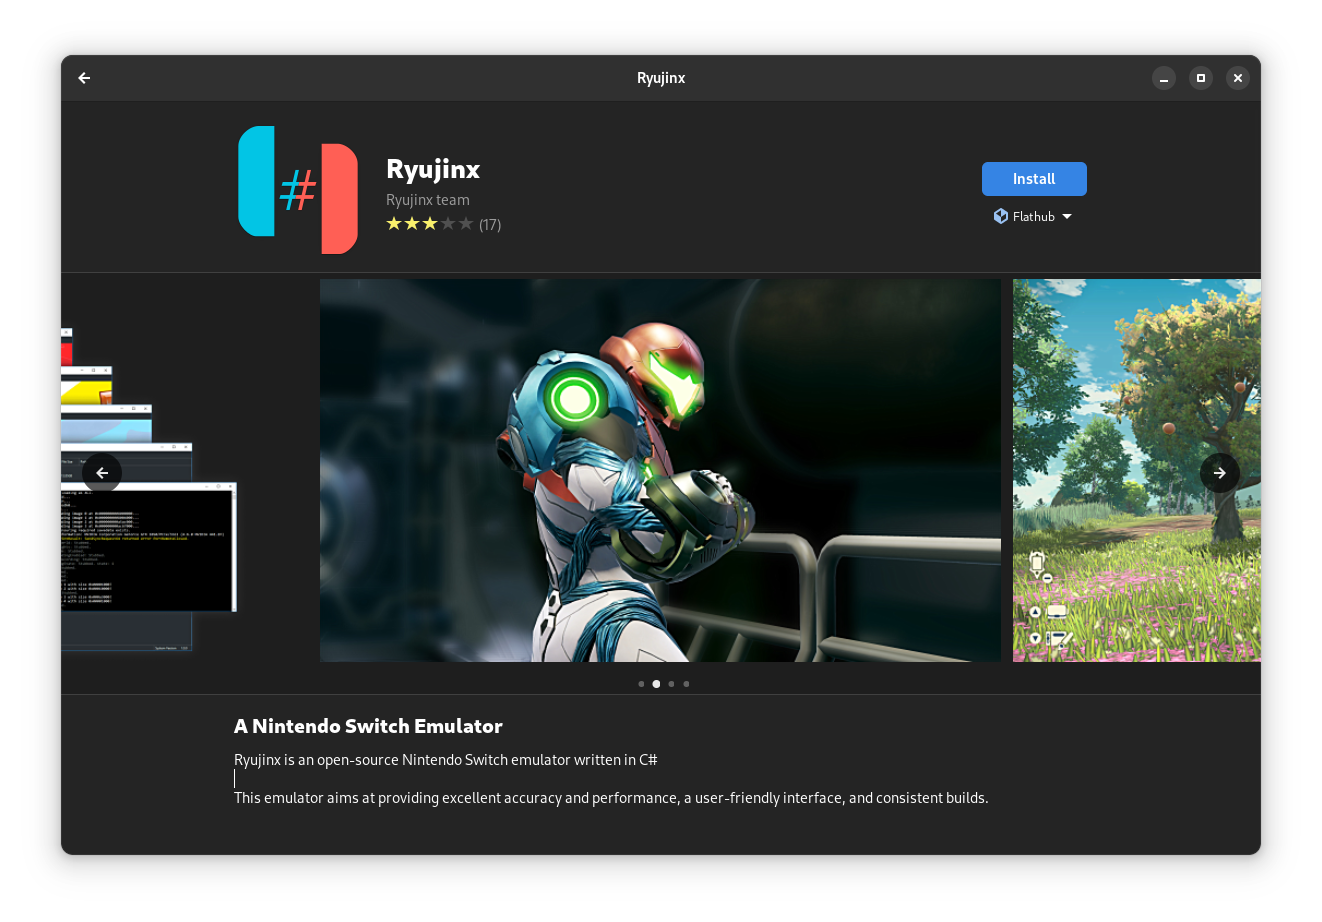 Ryujinx
#
Ryujinx
Install
Ryujinx team
(17)
Flathub
A Nintendo Switch Emulator
Ryujinx is an open-source Nintendo Switch emulator written in C#
This emulator aims at providing excellent accuracy and performance, a user-friendly interface, and consistent builds.